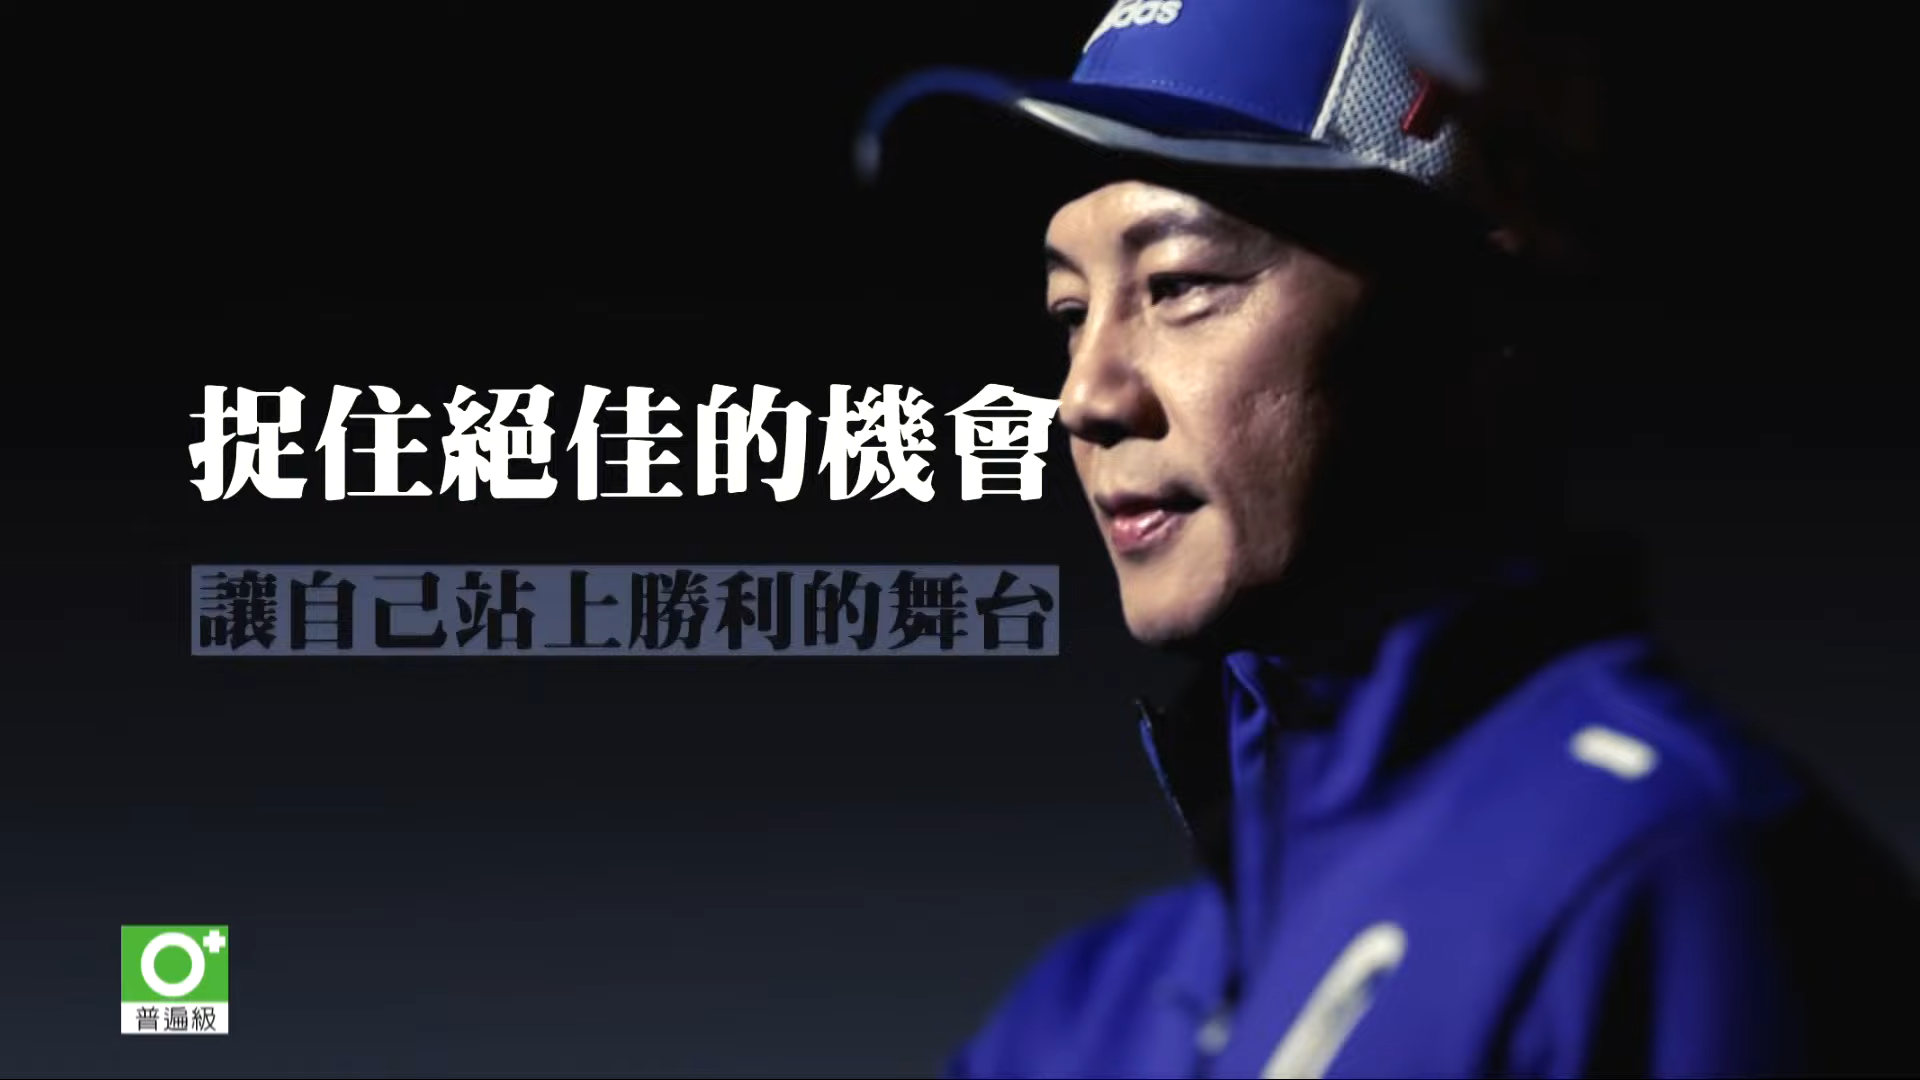 捉住絕佳的機會
讓自己站上勝利的舞台
普遍級